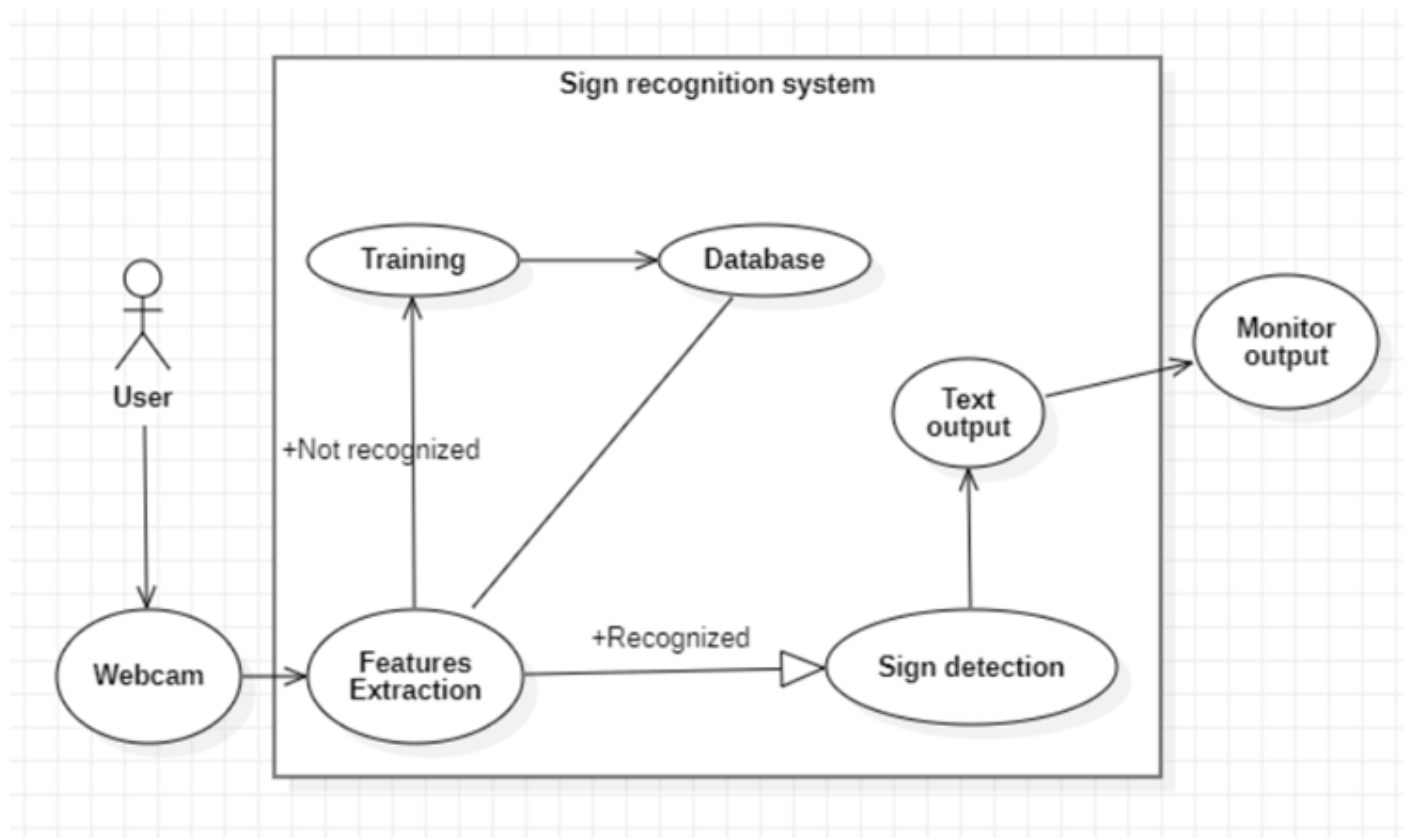 Sign recognition system
Training
Database
Monitor
output
User
Text
output
+Not recognized
+Recognized
Webcam
Features
Extraction
Sign detection